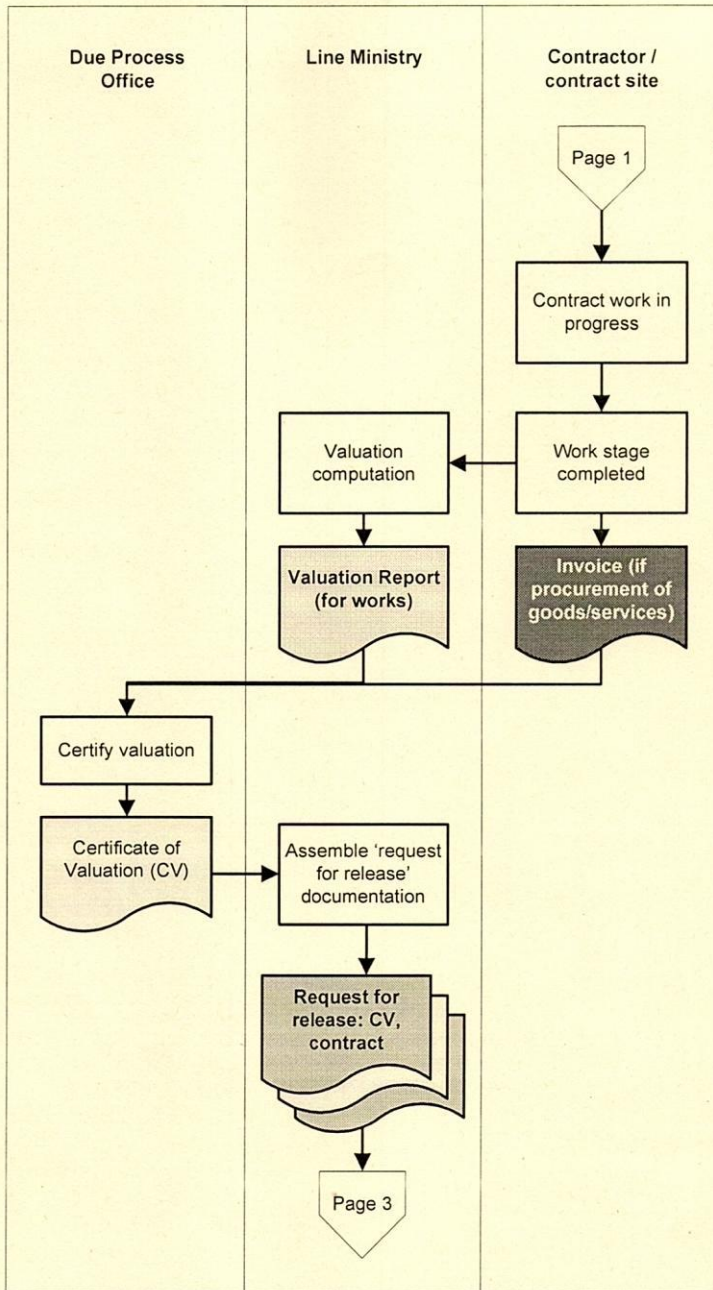 Due Process
Office
Line Ministry
Contractor /
contract site
Page 1
Contract work in
progress
Valuation
computation
Work stage
completed
Valuation Report
(for works)
Invoice (if
procurement of
goods/services)
Certify valuation
Certificate of
Valuation (CV)
Assemble ‘request
for release’
documentation
Request for
release: CV,
contract
Page 3